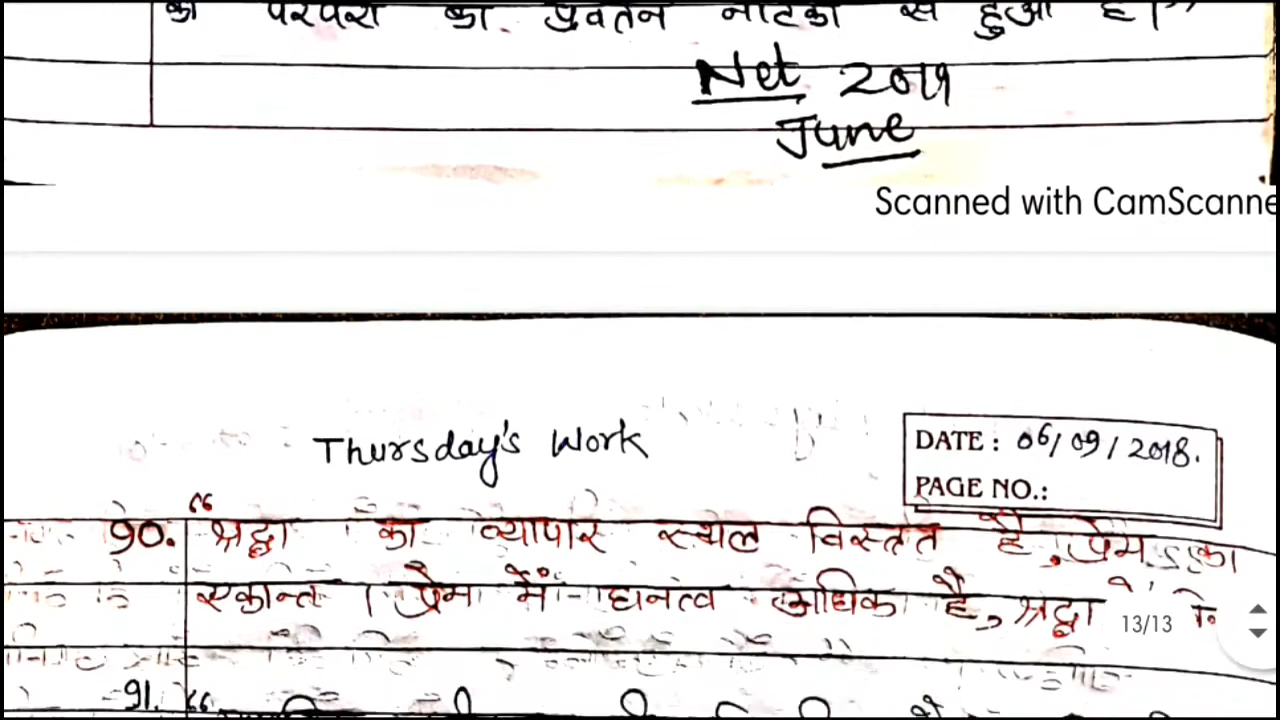 की परंपरा का प्रवर्तन नाटकों से हुआ है।”
Net 2019
June
Scanned with CamScanne
Thursday's Work
DATE : 06/09/2018.
PAGE NO.:
90. “श्रद्धा का व्यापार स्थल विस्तृत है, प्रेम का
एकान्त । प्रेम में घनत्व अधिक है, श्रद्धा
13/13
91. “